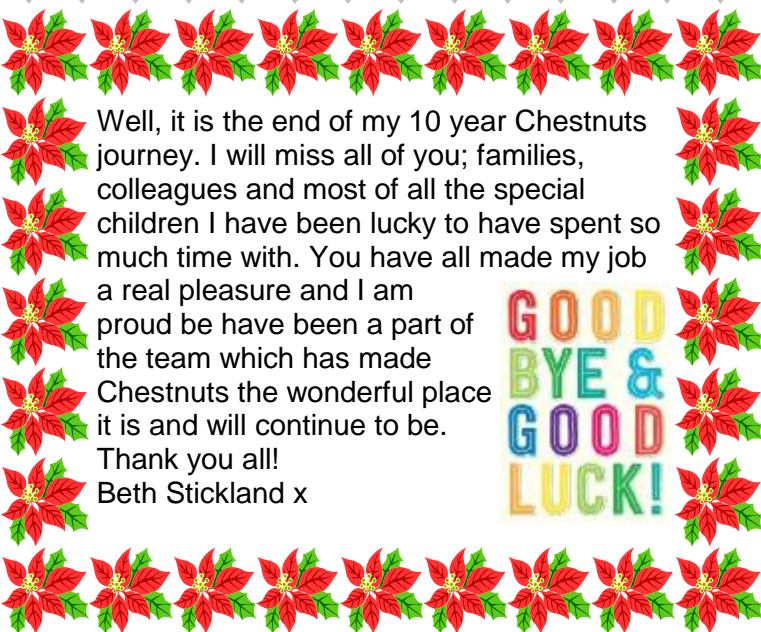 Well, it is the end of my 10 year Chestnuts
journey. I will miss all of you; families,
colleagues and most of all the special
children I have been lucky to have spent so
much time with. You have all made my job
a real pleasure and I am
proud be have been a part of
the team which has made
Chestnuts the wonderful place
it is and will continue to be.
Thank you all!
Beth Stickland x
GOOD
BYE &
GOOD
LUCK!